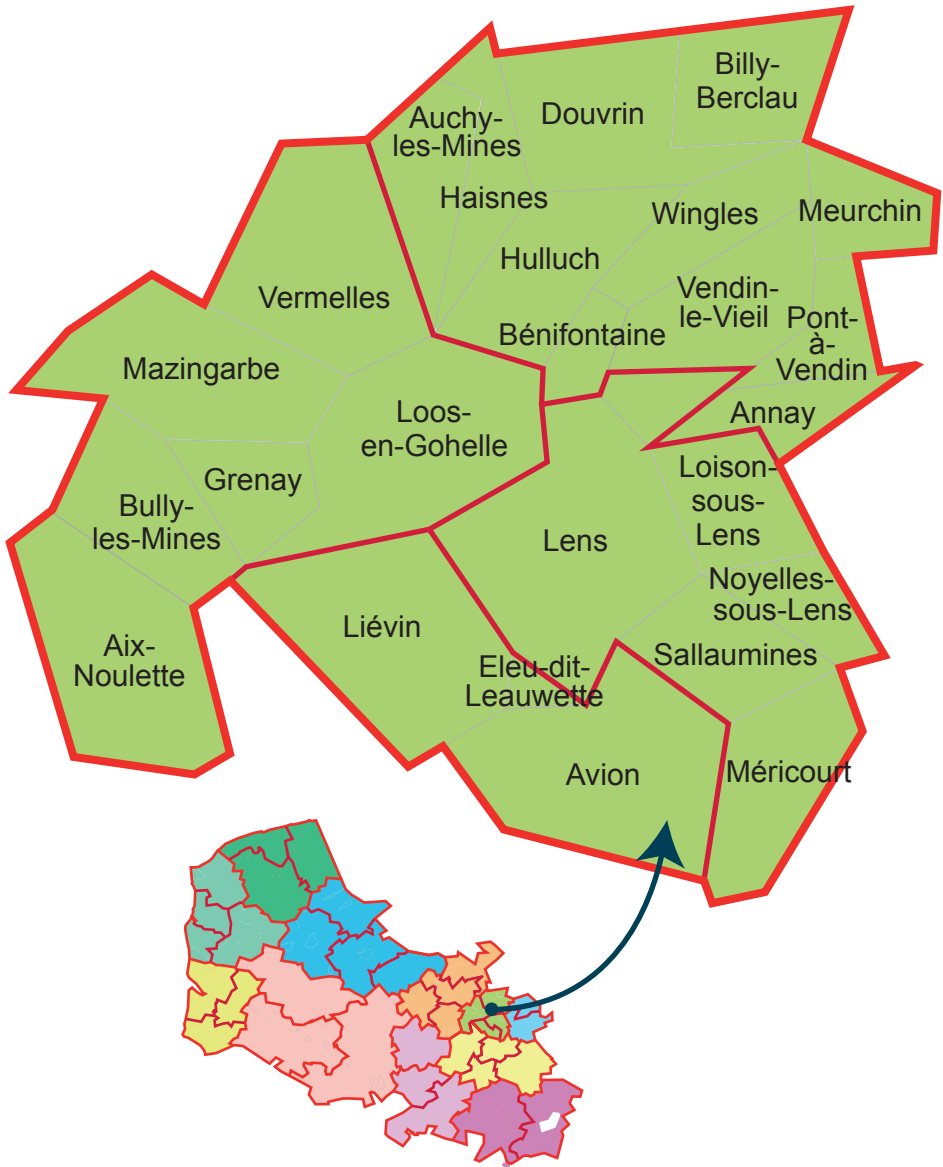 Billy-
Berclau
Douvrin
Auchy-
les-Mines
Haisnes
Wingles
Meurchin
Hulluch
Vermelles
Vendin-
le-Vieil
Bénifontaine
Pont-
à-
Vendin
Mazingarbe
Loos-
en-Gohelle
Annay
Grenay
Loison-
sous-
Lens
Bully-
les-Mines
Lens
Noyelles-
sous-Lens
Liévin
Aix-
Noulette
Sallaumines
Eleu-dit-
Leauwette
Avion
Méricourt